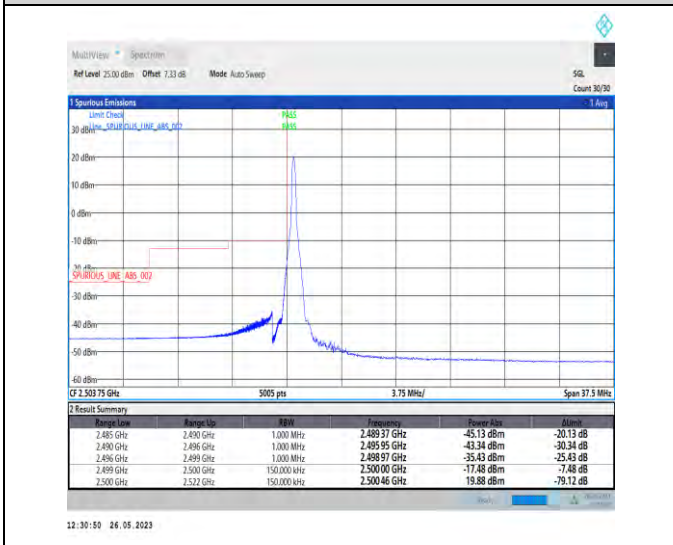 MultiView Spectrum
Ref Level 25.00 dBm Offset 7.33 dB Mode Auto Sweep SGL
Count 30/30
1 Spurious Emissions 1 Avg
Limit Check PASS
30 dBm Line _SPURIOUS_LINE_ABS_002 PASS
20 dBm
10 dBm
0 dBm
-10 dBm
-20 dBm
SPURIOUS_LINE_ABS_002
-30 dBm
-40 dBm
-50 dBm
-60 dBm
CF 2.503 75 GHz 5005 pts 3.75 MHz/ Span 37.5 MHz
2 Result Summary
Range Low Range Up RBW Frequency Power Abs ΔLimit
2.485 GHz 2.490 GHz 1.000 MHz 2.489 37 GHz -45.13 dBm -20.13 dB
2.490 GHz 2.496 GHz 1.000 MHz 2.495 95 GHz -43.34 dBm -30.34 dB
2.496 GHz 2.499 GHz 1.000 MHz 2.498 97 GHz -35.43 dBm -25.43 dB
2.499 GHz 2.500 GHz 150.000 kHz 2.500 00 GHz -17.48 dBm -7.48 dB
2.500 GHz 2.522 GHz 150.000 kHz 2.500 46 GHz 19.88 dBm -79.12 dB
12:30:50 26.05.2023